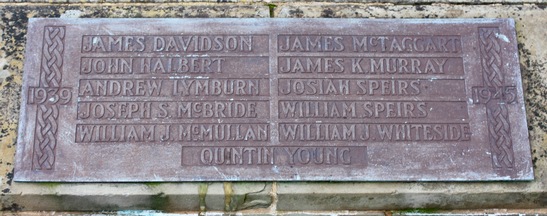 JAMES DAVIDSON JAMES McTAGGART
JOHN HALBERT JAMES K MURRAY
1939 ANDREW LYMBURN JOSIAH SPEIRS 1945
JOSEPH S. McBRIDE WILLIAM SPEIRS
WILLIAM J. McMULLAN WILLIAM J. WHITESIDE
QUINTIN YOUNG